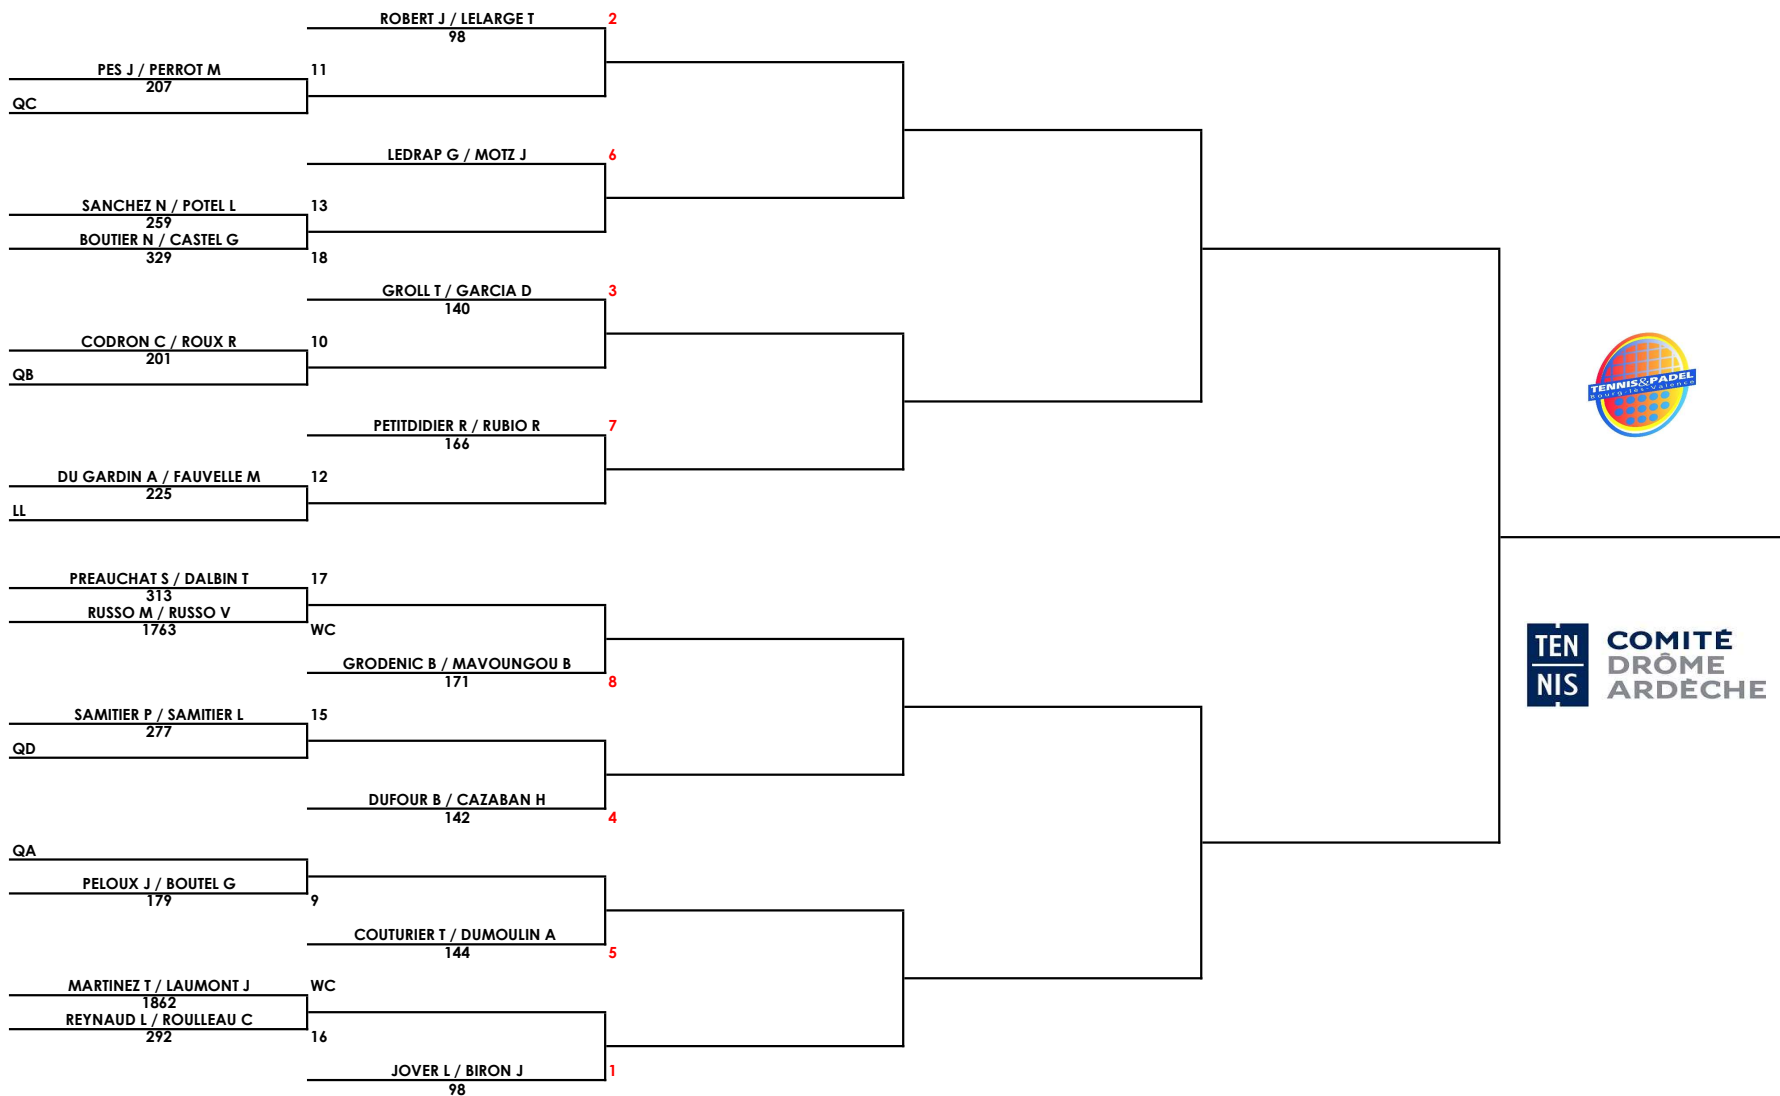 ROBERT J / LELARGE T 2
98
PES J / PERROT M 11
207
QC
LEDRAP G / MOTZ J 6
SANCHEZ N / POTEL L 13
259
BOUTIER N / CASTEL G
329 18
GROLL T / GARCIA D 3
140
CODRON C / ROUX R 10
201
QB
PETITDIDIER R / RUBIO R 7
166
DU GARDIN A / FAUVELLE M 12
225
LL
PREAUCHAT S / DALBIN T 17
313
RUSSO M / RUSSO V
1763 WC
GRODENIC B / MAVOUNGOU B
171 8
SAMITIER P / SAMITIER L 15
277
QD
DUFOUR B / CAZABAN H
142 4
QA
PELOUX J / BOUTEL G
179 9
COUTURIER T / DUMOULIN A
144 5
MARTINEZ T / LAUMONT J WC
1862
REYNAUD L / ROULLEAU C
292 16
JOVER L / BIRON J 1
98
TENNIS&PADEL
Bourg-lès-Valence
TEN
NIS
COMITÉ
DRÔME
ARDÈCHE